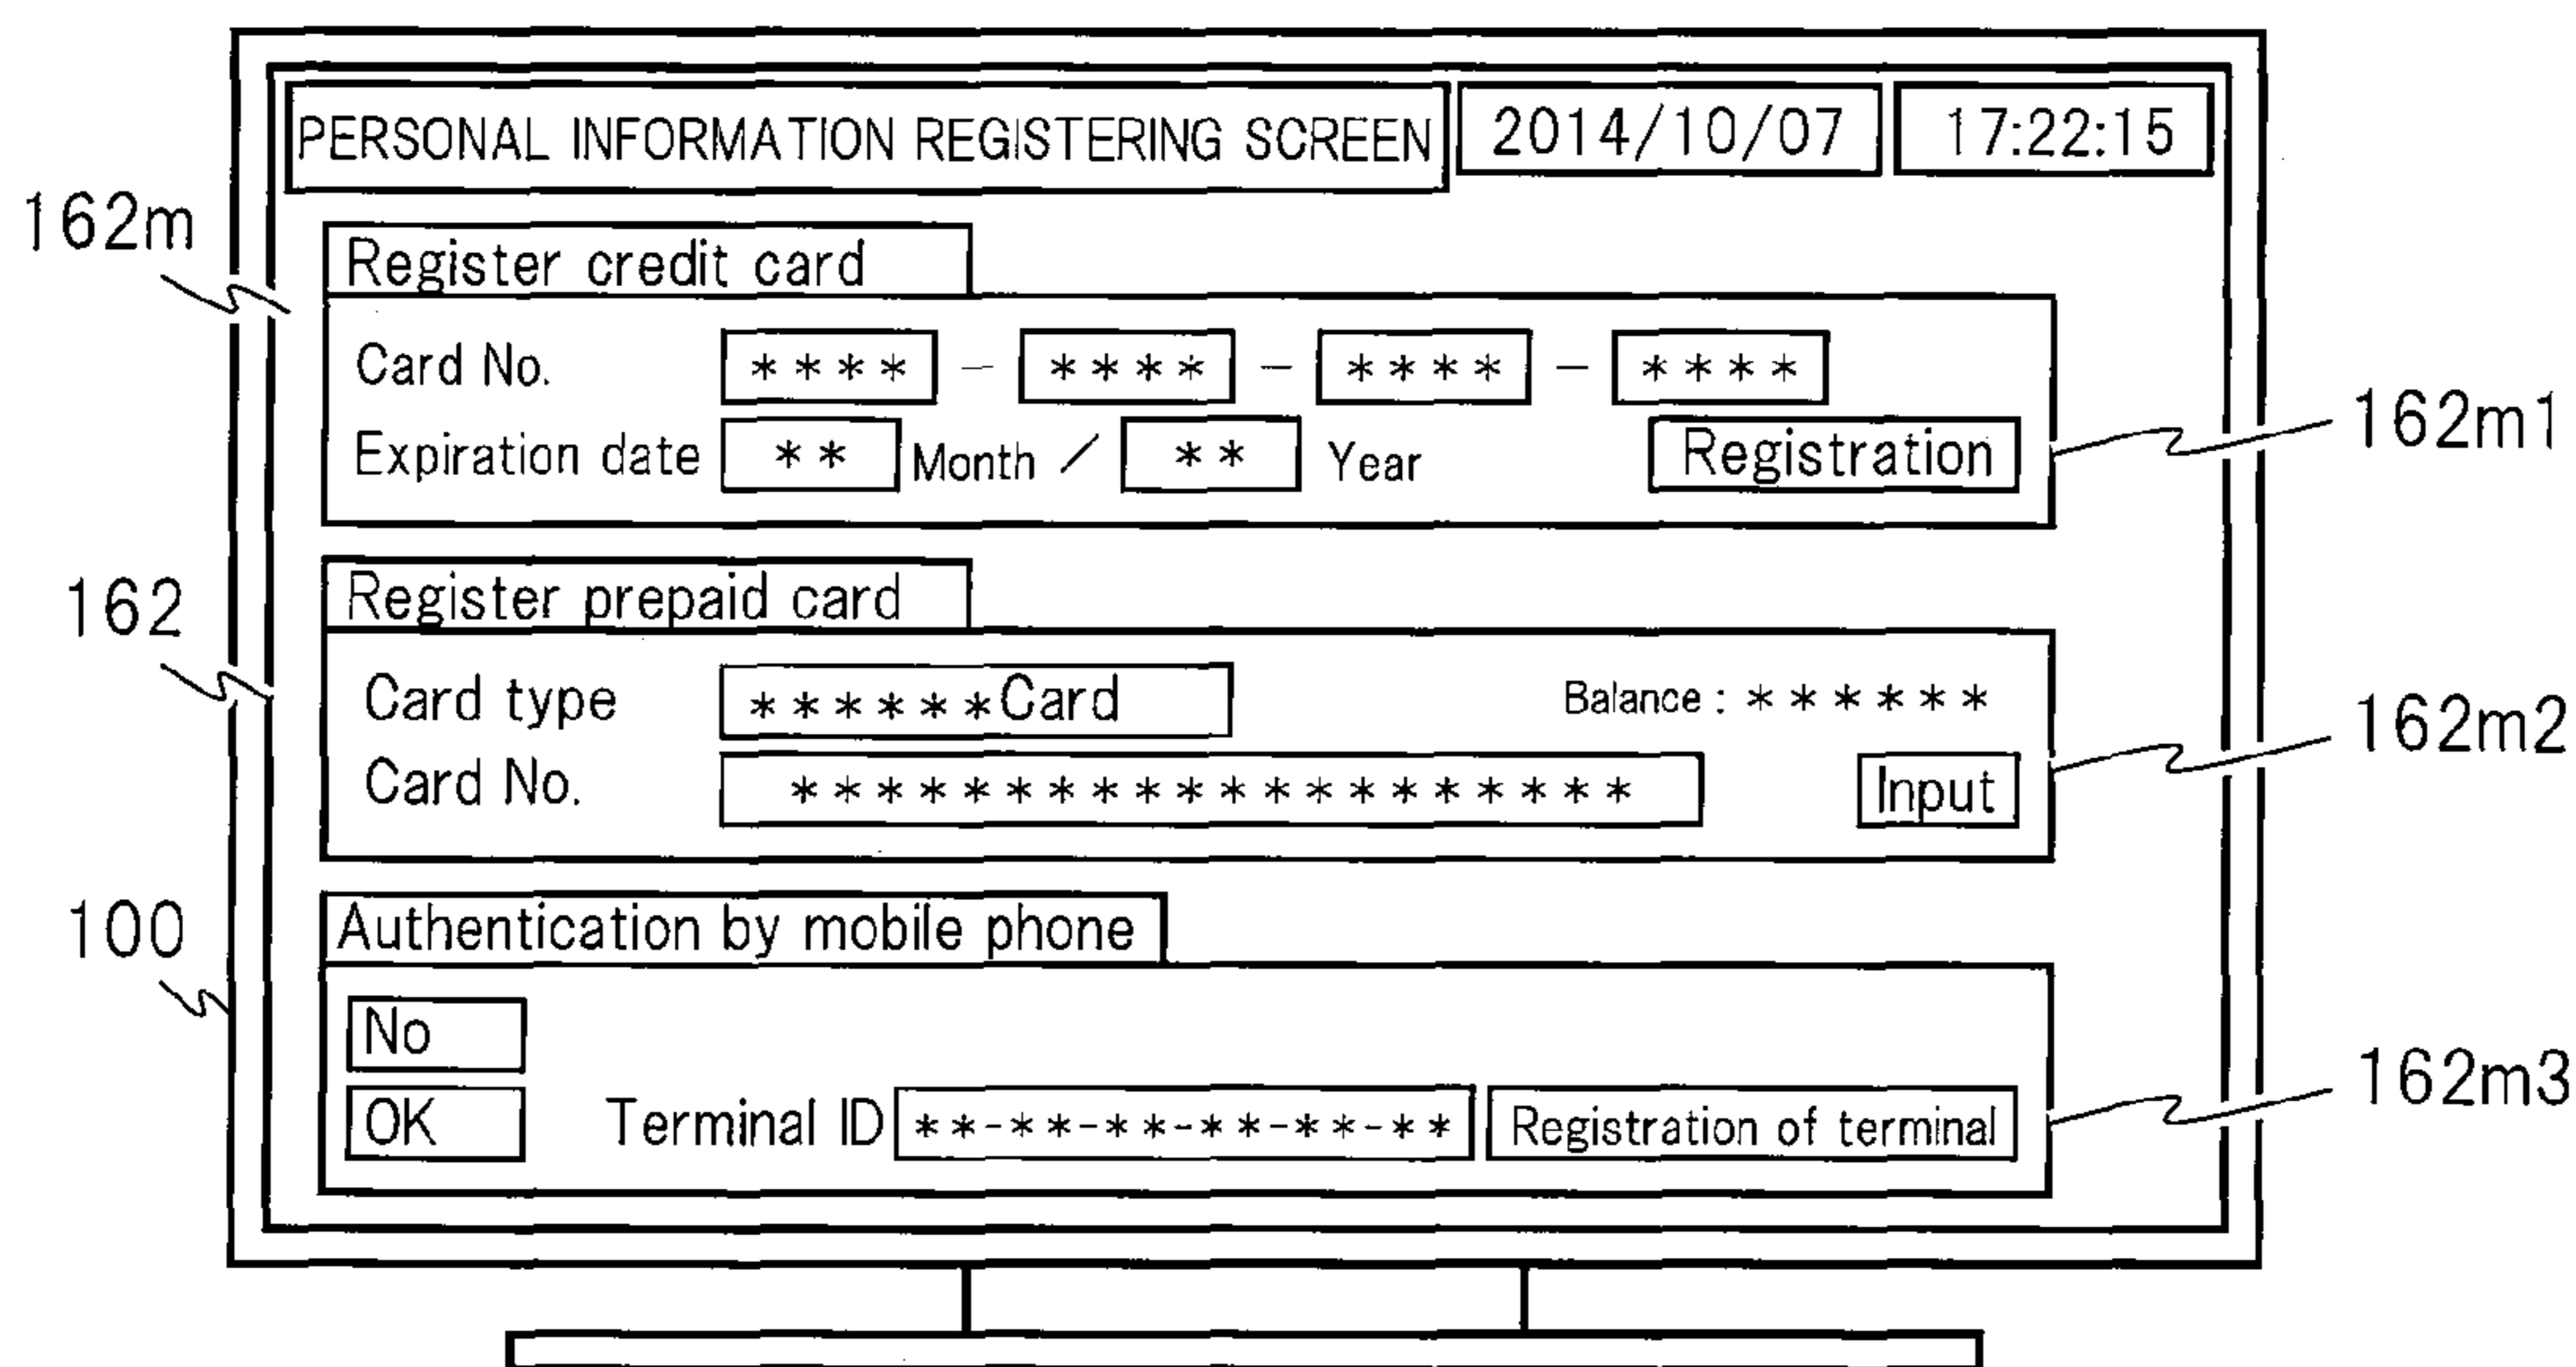 PERSONAL INFORMATION REGISTERING SCREEN 2014/10/07 17:22:15
162m
Register credit card
Card No. **** - **** - **** - ****
162m1
Expiration date ** Month / ** Year Registration
162
Register prepaid card
Card type ******Card Balance : ******
162m2
Card No. ******************** Input
100
Authentication by mobile phone
No
162m3
OK Terminal ID **-**-**-**-**-** Registration of terminal